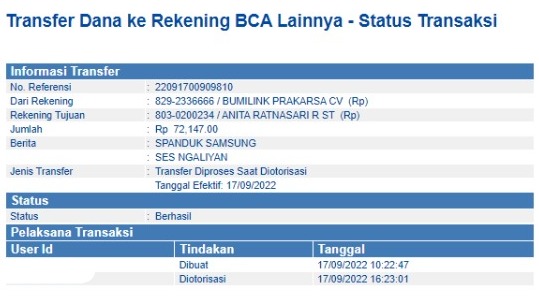 Transfer Dana ke Rekening BCA Lainnya - Status Transaksi
Informasi Transfer
No. Referensi : 22091700909810
Dari Rekening : 829-2336666 / BUMILINK PRAKARSA CV (Rp)
Rekening Tujuan : 803-0200234 / ANITA RATNASARI R ST (Rp)
Jumlah : Rp 72,147.00
Berita : SPANDUK SAMSUNG
: SES NGALIYAN
Jenis Transfer : Transfer Diproses Saat Diotorisasi
Tanggal Efektif: 17/09/2022
Status
Status : Berhasil
Pelaksana Transaksi
User Id Tindakan Tanggal
Dibuat 17/09/2022 10:22:47
Diotorisasi 17/09/2022 16:23:01